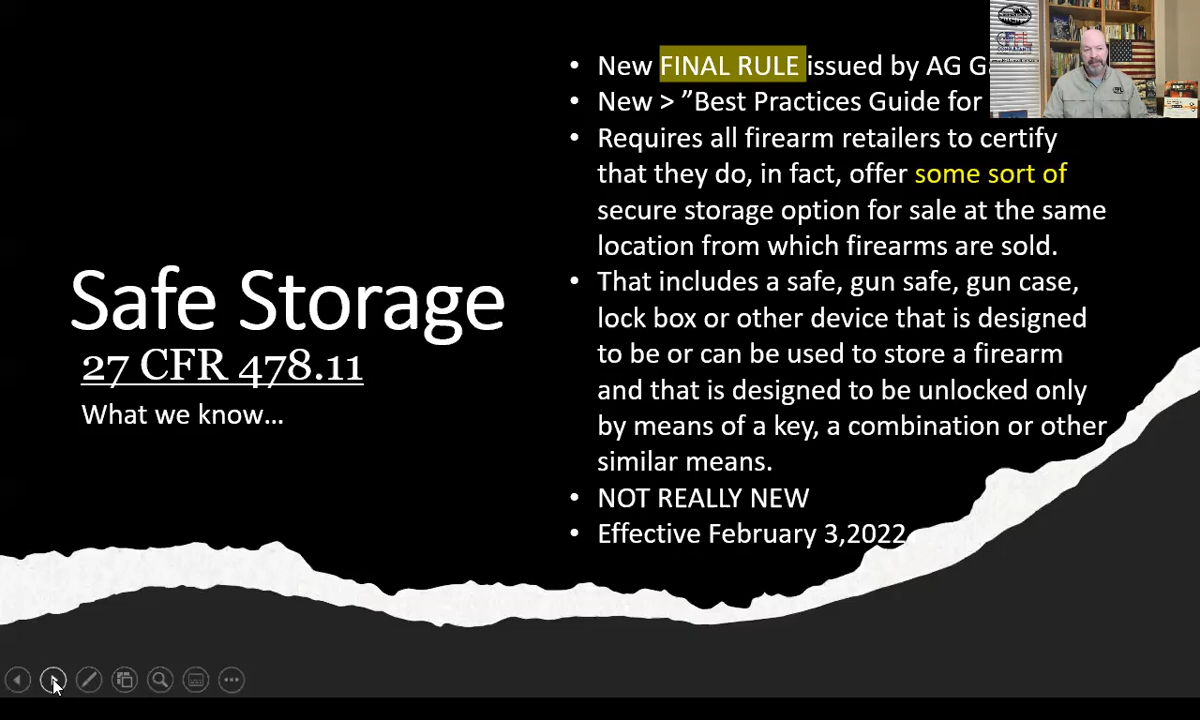 Safe Storage
27 CFR 478.11
What we know…
• New FINAL RULE issued by AG
• New > ”Best Practices Guide for
• Requires all firearm retailers to certify
that they do, in fact, offer some sort of
secure storage option for sale at the same
location from which firearms are sold.
• That includes a safe, gun safe, gun case,
lock box or other device that is designed
to be or can be used to store a firearm
and that is designed to be unlocked only
by means of a key, a combination or other
similar means.
• NOT REALLY NEW
• Effective February 3,2022